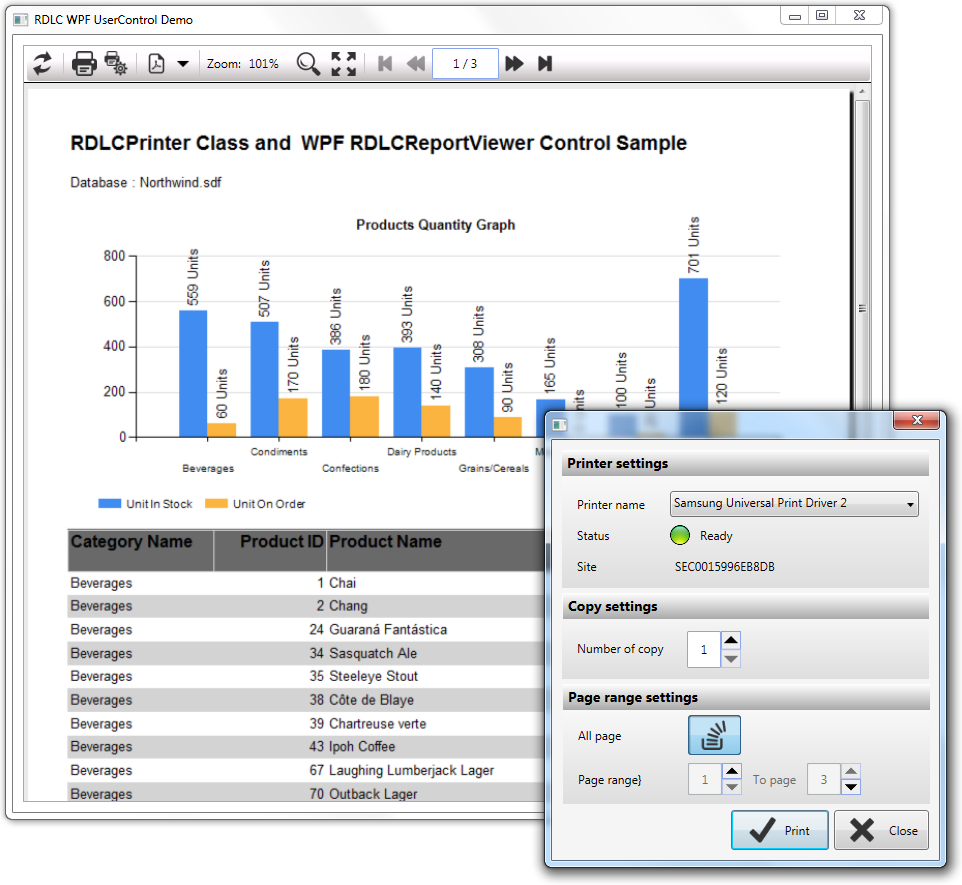 RDLC WPF UserControl Demo
Zoom: 101% 1 / 3
RDLCPrinter Class and WPF RDLCReportViewer Control Sample
Database : Northwind.sdf
Products Quantity Graph
800
600
400
200
0
559 Units
60 Units
507 Units
170 Units
386 Units
180 Units
393 Units
140 Units
308 Units
90 Units
165 Units
100 Units
Units
701 Units
120 Units
Beverages
Condiments
Confections
Dairy Products
Grains/Cereals
Unit In Stock Unit On Order
Category Name Product ID Product Name
Beverages 1 Chai
Beverages 2 Chang
Beverages 24 Guaraná Fantástica
Beverages 34 Sasquatch Ale
Beverages 35 Steeleye Stout
Beverages 38 Côte de Blaye
Beverages 39 Chartreuse verte
Beverages 43 Ipoh Coffee
Beverages 67 Laughing Lumberjack Lager
Beverages 70 Outback Lager
Printer settings
Printer name Samsung Universal Print Driver 2
Status Ready
Site SEC0015996EB8DB
Copy settings
Number of copy 1
Page range settings
All page
Page range} 1 To page 3
Print Close